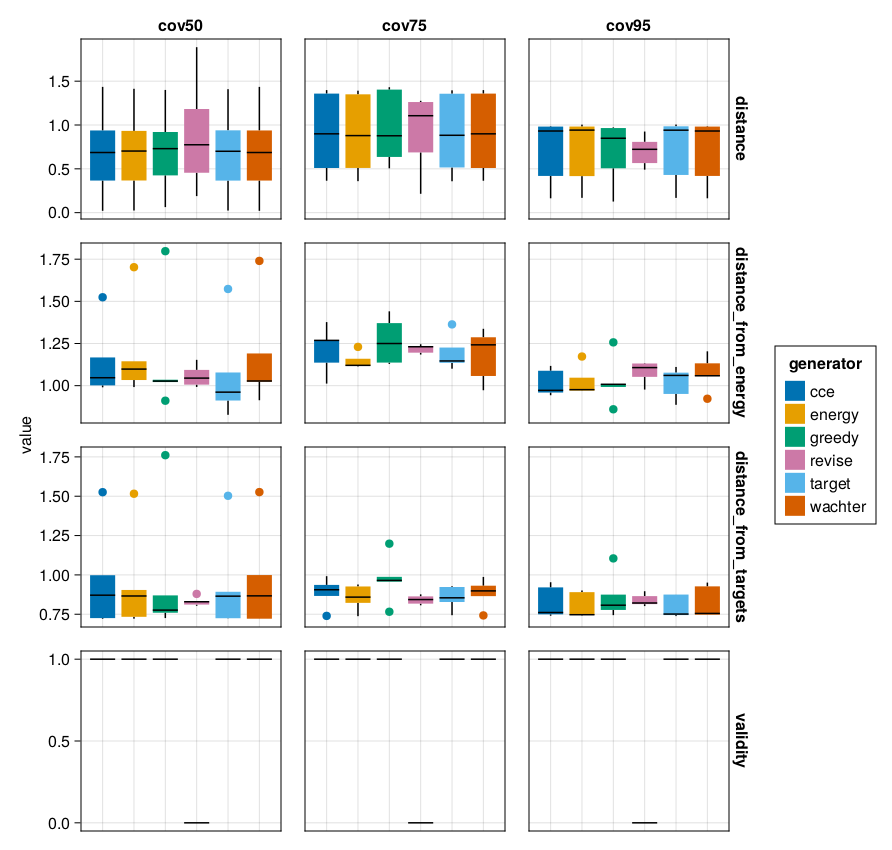 cov50 cov75 cov95
1.5
1.0
0.5
0.0
distance
1.75
1.50
1.25
1.00
distance_from_energy
value
1.75
1.50
1.25
1.00
0.75
distance_from_targets
1.0
0.5
0.0
validity
generator
cce
energy
greedy
revise
target
wachter